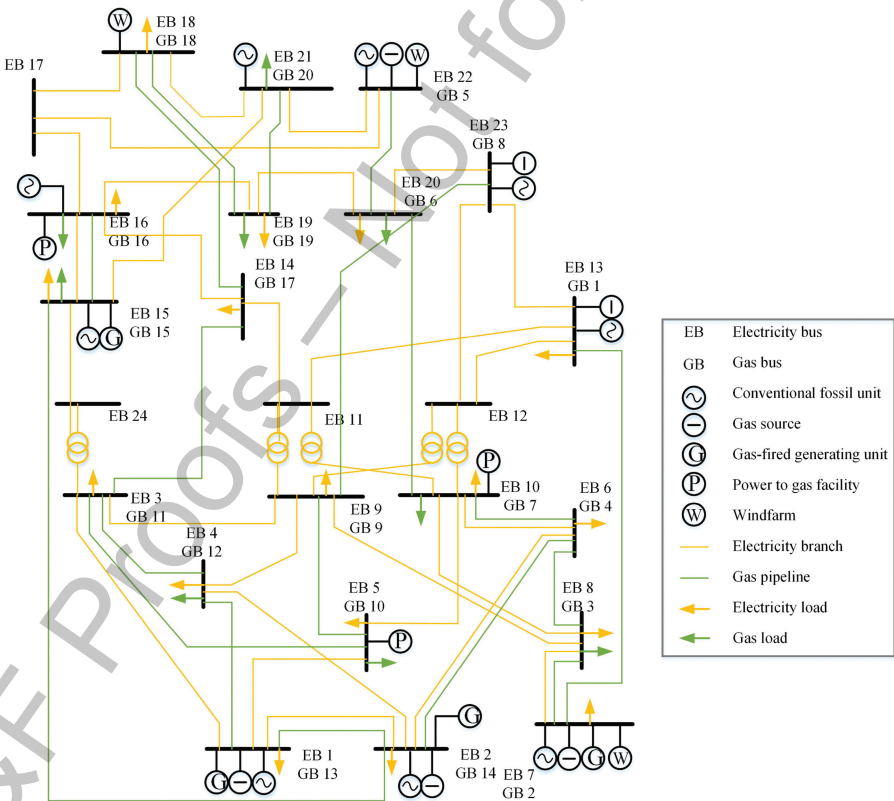 EB 18
GB 18
W
EB 17
EB 21
GB 20
W
EB 22
GB 5
EB 23
GB 8
EB 16
GB 16
P
EB 19
GB 19
EB 20
GB 6
EB 14
GB 17
EB 13
GB 1
EB 15
GB 15
G
EB 24
EB 11
EB 12
EB 3
GB 11
EB 9
GB 9
P
EB 10
GB 7
EB 6
GB 4
EB 4
GB 12
EB 5
GB 10
P
EB 8
GB 3
G
EB 1
GB 13
G
EB 2
GB 14
EB 7
GB 2
G
W
EB Electricity bus
GB Gas bus
Conventional fossil unit
Gas source
G Gas-fired generating unit
P Power to gas facility
W Windfarm
Electricity branch
Gas pipeline
Electricity load
Gas load
&F Proofs – Not fo